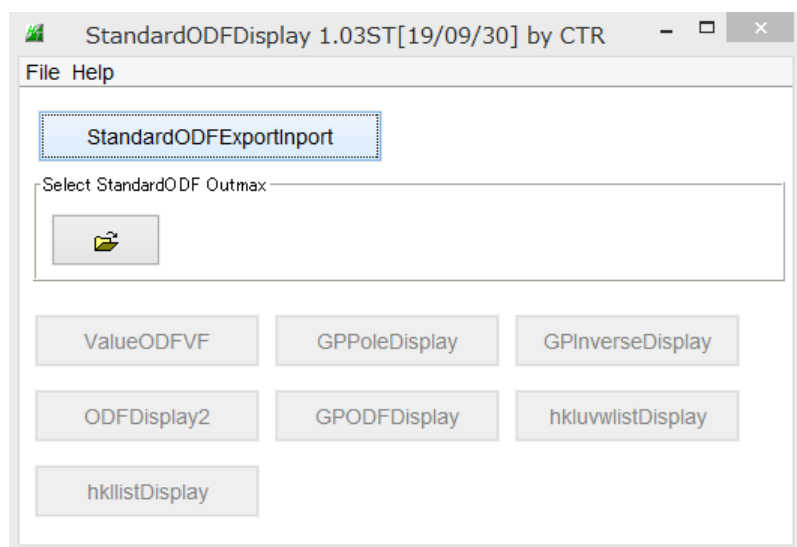 StandardODFDisplay 1.03ST[19/09/30] by CTR
File Help
StandardODFExportInport
Select StandardODF Outmax
ValueODFVF GPPoleDisplay GPInverseDisplay
ODFDisplay2 GPODFDisplay hkluvwlistDisplay
hkllistDisplay